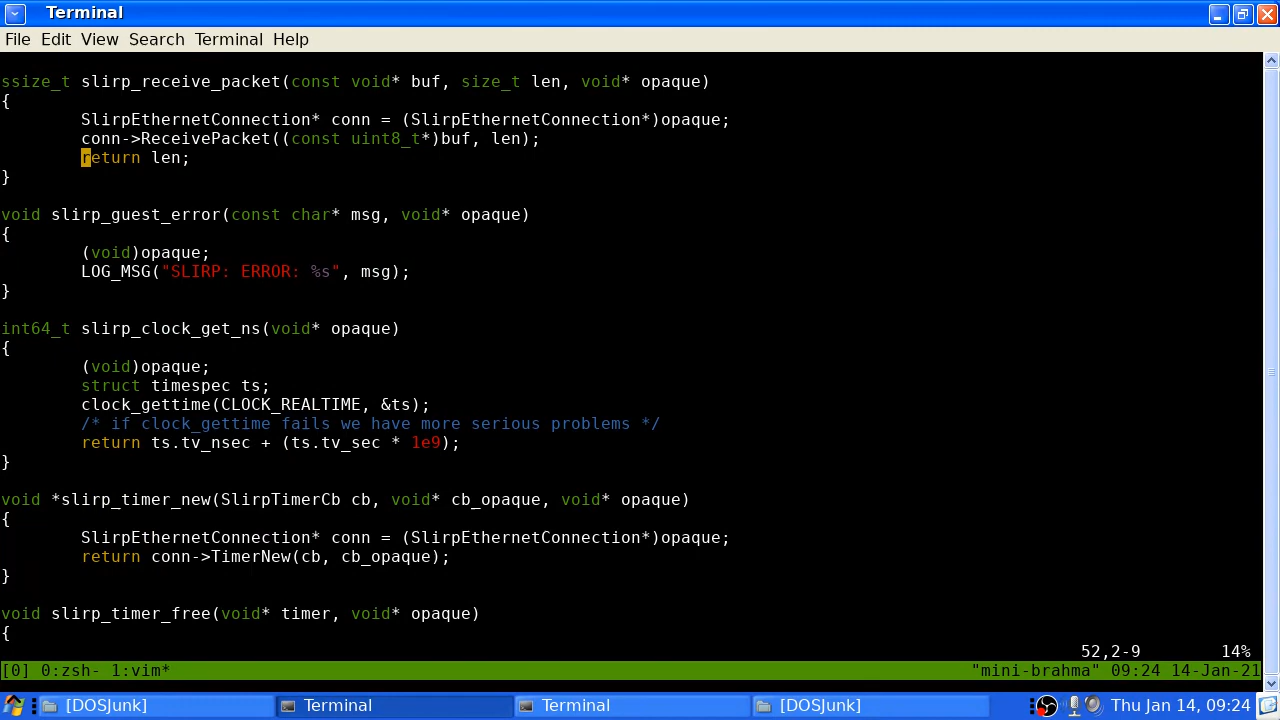 Terminal
File Edit View Search Terminal Help
ssize_t slirp_receive_packet(const void* buf, size_t len, void* opaque)
{
        SlirpEthernetConnection* conn = (SlirpEthernetConnection*)opaque;
        conn->ReceivePacket((const uint8_t*)buf, len);
        return len;
}

void slirp_guest_error(const char* msg, void* opaque)
{
        (void)opaque;
        LOG_MSG("SLIRP: ERROR: %s", msg);
}

int64_t slirp_clock_get_ns(void* opaque)
{
        (void)opaque;
        struct timespec ts;
        clock_gettime(CLOCK_REALTIME, &ts);
        /* if clock_gettime fails we have more serious problems */
        return ts.tv_nsec + (ts.tv_sec * 1e9);
}

void *slirp_timer_new(SlirpTimerCb cb, void* cb_opaque, void* opaque)
{
        SlirpEthernetConnection* conn = (SlirpEthernetConnection*)opaque;
        return conn->TimerNew(cb, cb_opaque);
}

void slirp_timer_free(void* timer, void* opaque)
{
52,2-9 14%
[0] 0:zsh- 1:vim* "mini-brahma" 09:24 14-Jan-21
[DOSJunk] Terminal Terminal [DOSJunk] Thu Jan 14, 09:24